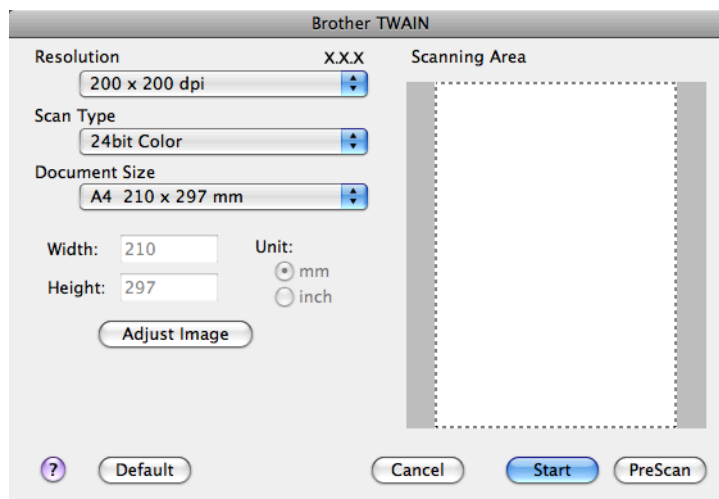 Brother TWAIN
Resolution X.X.X
200 x 200 dpi
Scan Type
24bit Color
Document Size
A4 210 x 297 mm
Width: 210
Height: 297
Unit:
mm
inch
Adjust Image
Scanning Area
? Default Cancel Start PreScan